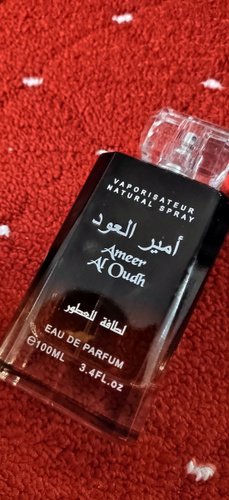 VAPORISATEUR
NATURAL SPRAY
أمير العود
Ameer
Al Oudh
لطافة العطور
EAU DE PARFUM
℮100ML
3.4FL.oz